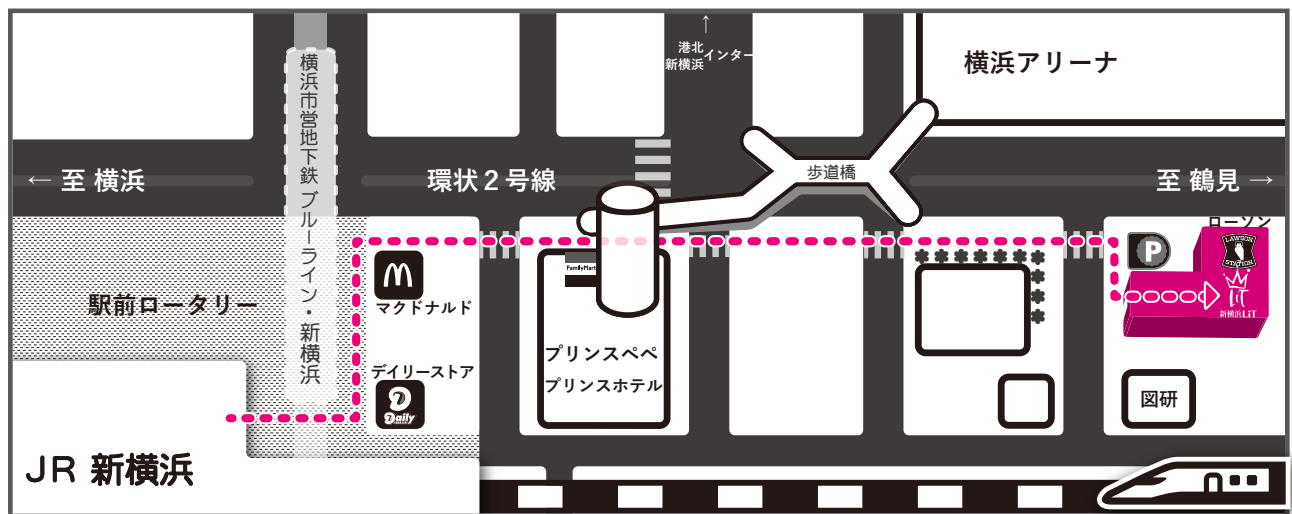 ↑
港北
新横浜
インター
横浜アリーナ
横浜市営地下鉄 ブルーライン・新横浜
← 至 横浜
環状2号線
歩道橋
至 鶴見 →
ローソン
LAWSON
STATION
P
LiT
新横浜LiT
FamilyMart
駅前ロータリー
マクドナルド
プリンスペペ
プリンスホテル
デイリーストア
Daily
図研
JR 新横浜